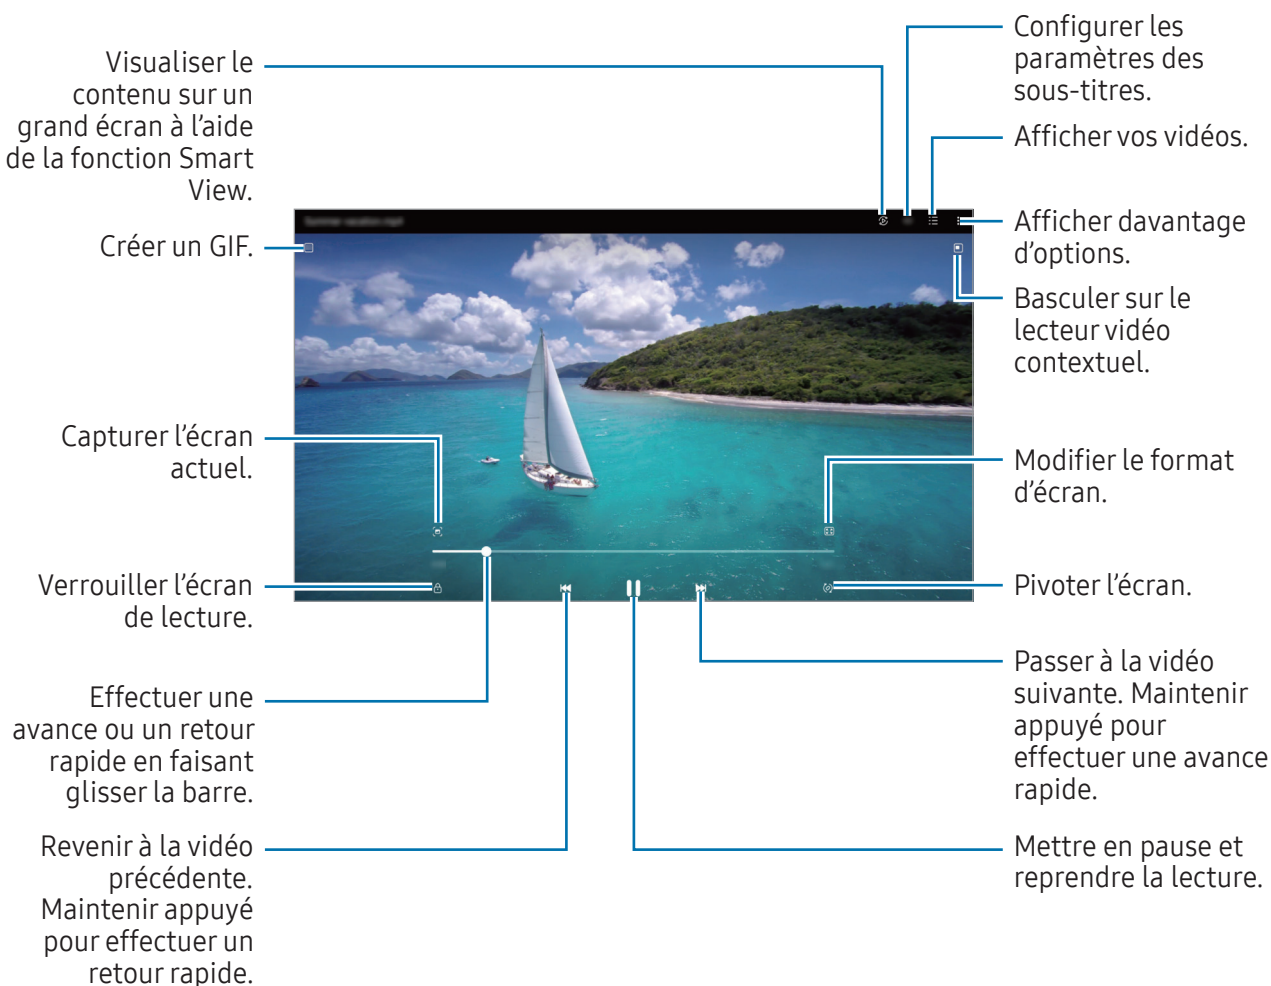 Configurer les
paramètres des
sous-titres.
Visualiser le
contenu sur un
grand écran à l’aide
de la fonction Smart
View.
Afficher vos vidéos.
Afficher davantage
d’options.
Créer un GIF.
Basculer sur le
lecteur vidéo
contextuel.
Capturer l’écran
actuel.
Modifier le format
d’écran.
Verrouiller l’écran
de lecture.
Pivoter l’écran.
Effectuer une
avance ou un retour
rapide en faisant
glisser la barre.
Passer à la vidéo
suivante. Maintenir
appuyé pour
effectuer une avance
rapide.
Revenir à la vidéo
précédente.
Maintenir appuyé
pour effectuer un
retour rapide.
Mettre en pause et
reprendre la lecture.